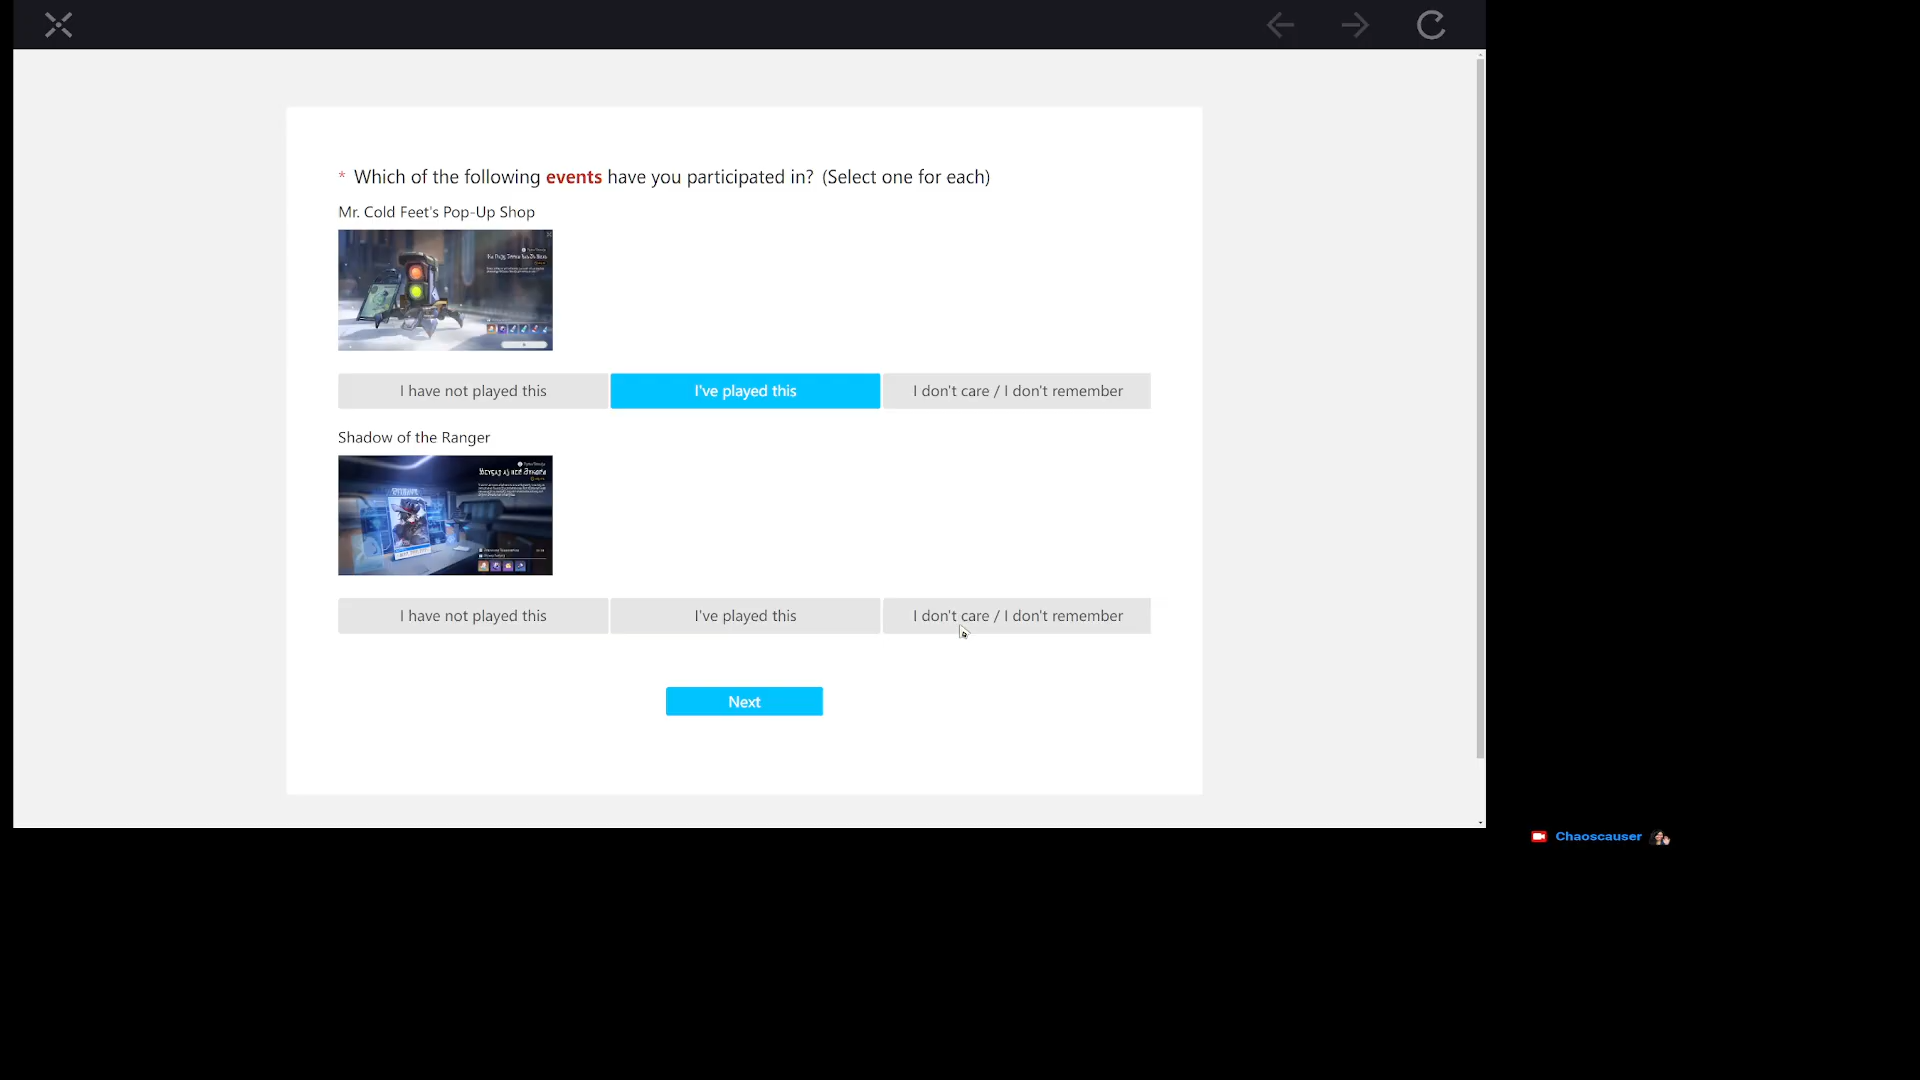 * Which of the following events have you participated in? (Select one for each)
Mr. Cold Feet's Pop-Up Shop
I have not played this
I've played this
I don't care / I don't remember
Shadow of the Ranger
I have not played this
I've played this
I don't care / I don't remember
Next
Chaoscauser